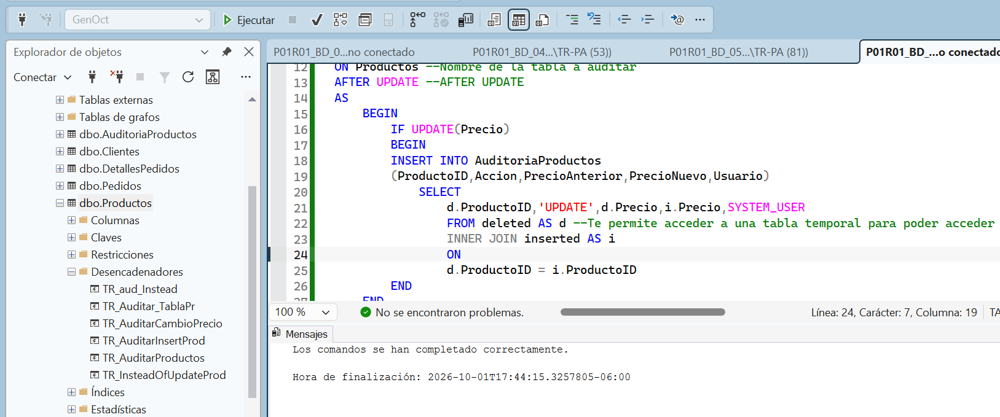 GenOct
Ejecutar
Explorador de objetos
Conectar
Tablas externas
Tablas de grafos
dbo.AuditoriaProductos
dbo.Clientes
dbo.DetallesPedidos
dbo.Pedidos
dbo.Productos
Columnas
Claves
Restricciones
Desencadenadores
TR_aud_Instead
TR_Auditar_TablaPr
TR_AuditarCambioPrecio
TR_AuditarInsertProd
TR_AuditarProductos
TR_InsteadOfUpdateProd
Índices
Estadísticas
P01R01_BD_0...no conectado
P01R01_BD_04...\TR-PA (53))
P01R01_BD_05...\TR-PA (81))
P01R01_BD_...o conectado
12 ON Productos --Nombre de la tabla a auditar
13 AFTER UPDATE --AFTER UPDATE
14 AS
15 BEGIN
16 IF UPDATE(Precio)
17 BEGIN
18 INSERT INTO AuditoriaProductos
19 (ProductoID,Accion,PrecioAnterior,PrecioNuevo,Usuario)
20 SELECT
21 d.ProductoID,'UPDATE',d.Precio,i.Precio,SYSTEM_USER
22 FROM deleted AS d --Te permite acceder a una tabla temporal para poder acceder
23 INNER JOIN inserted AS i
24 ON
25 d.ProductoID = i.ProductoID
26 END
27 END
100 %
No se encontraron problemas.
Línea: 24, Carácter: 7, Columna: 19
TA
Mensajes
Los comandos se han completado correctamente.
Hora de finalización: 2026-10-01T17:44:15.3257805-06:00